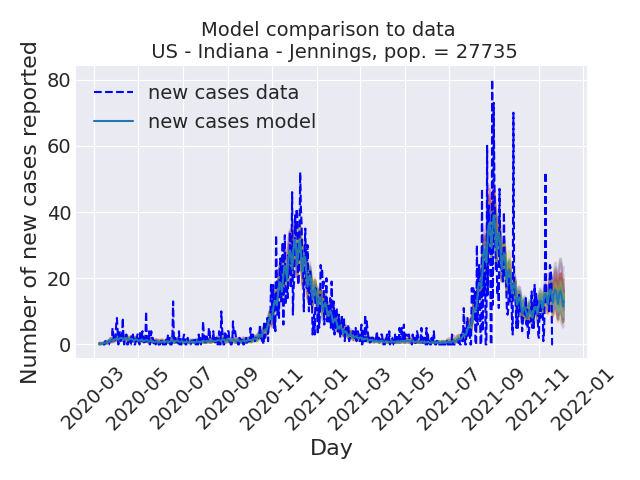 Model comparison to data
US - Indiana - Jennings, pop. = 27735
Number of new cases reported
80
60
40
20
0
new cases data
new cases model
2020-03
2020-05
2020-07
2020-09
2020-11
2021-01
2021-03
2021-05
2021-07
2021-09
2021-11
2022-01
Day